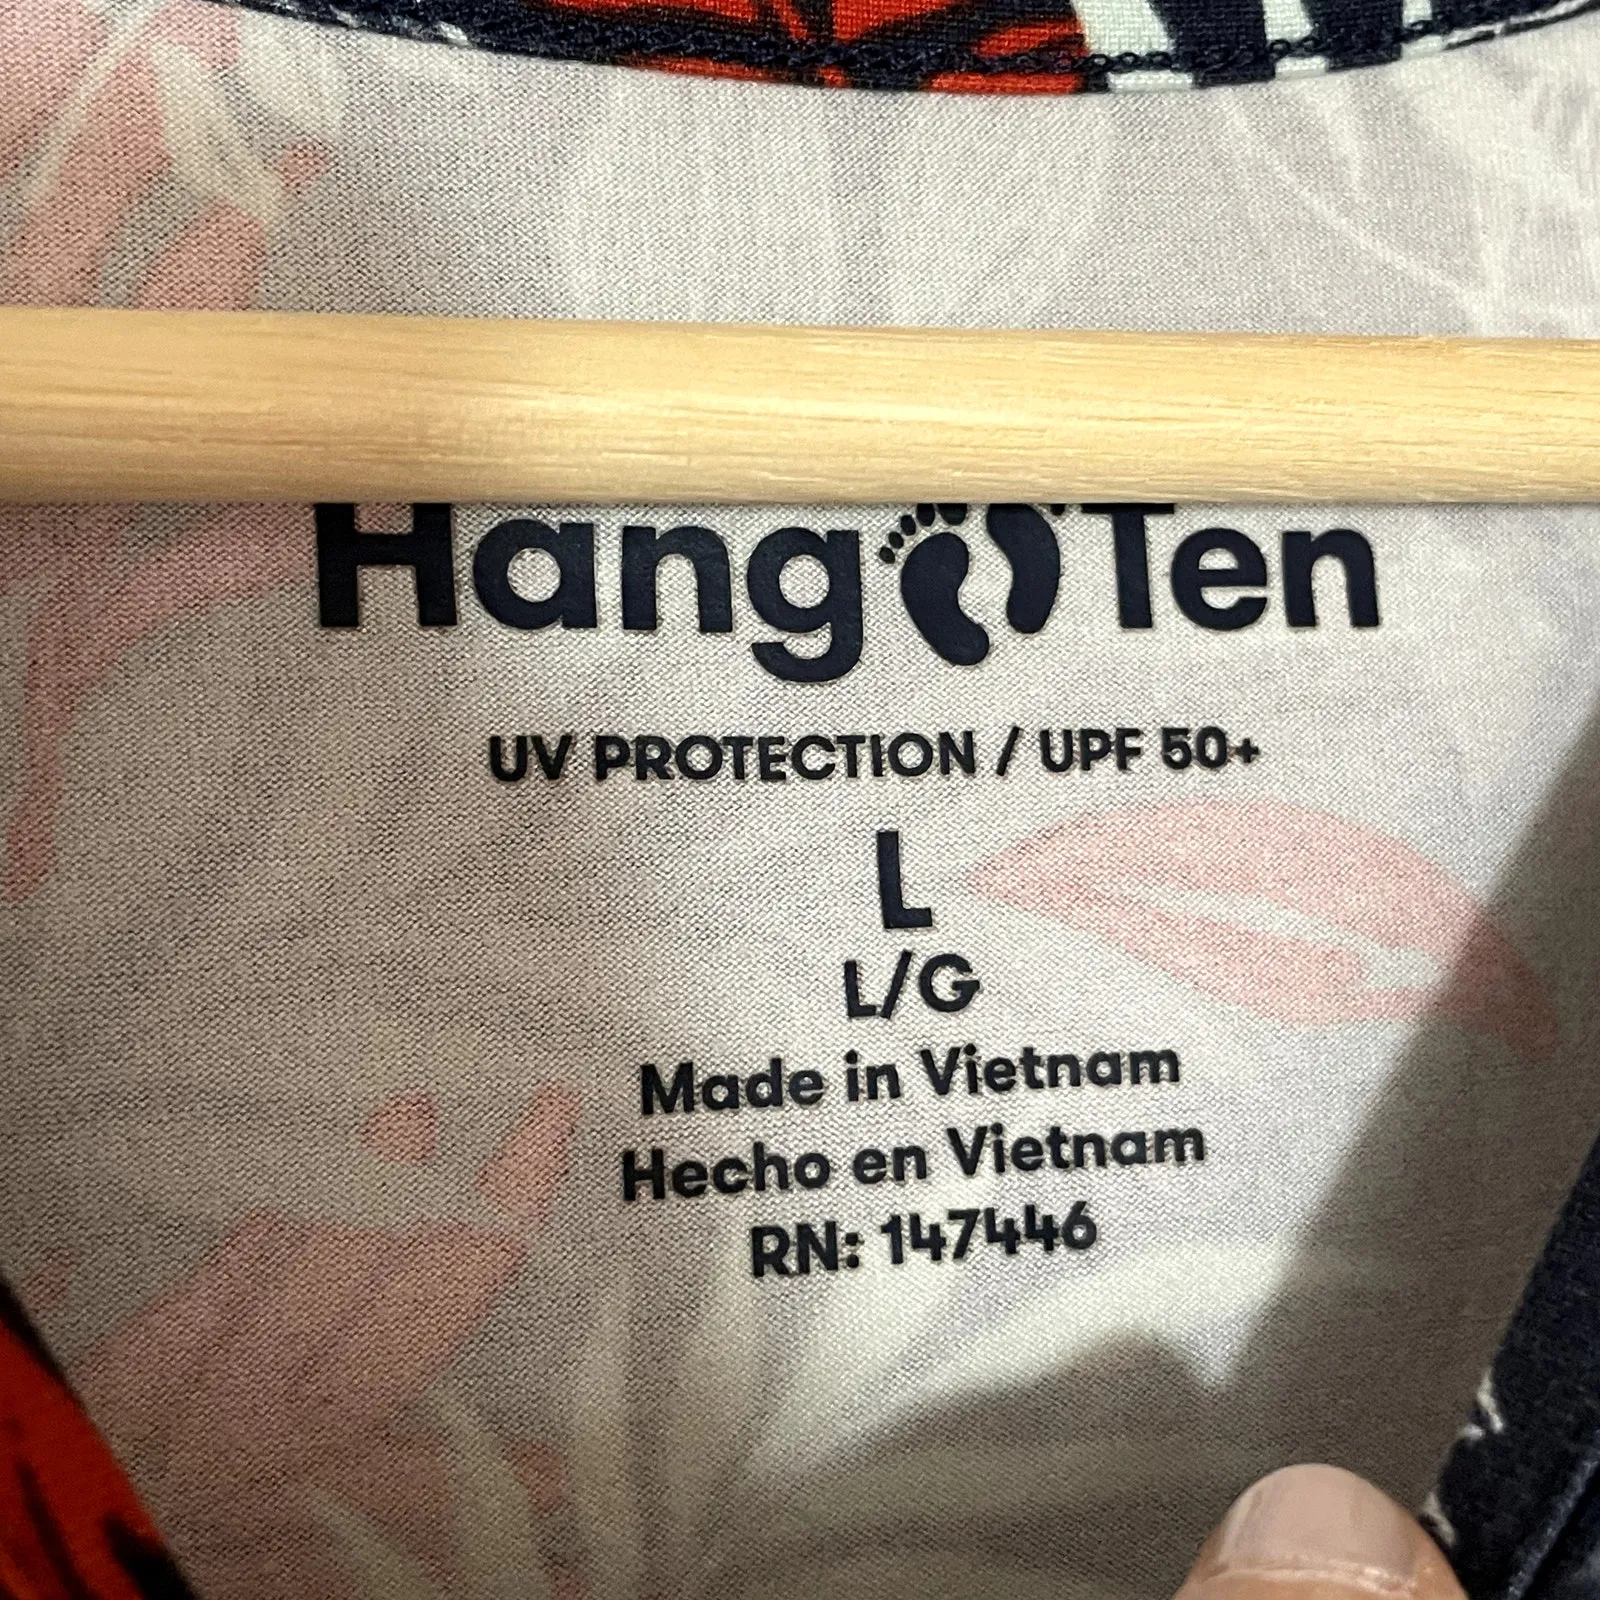 Hang Ten
UV PROTECTION / UPF 50+
L
L/G
Made in Vietnam
Hecho en Vietnam
RN: 147446